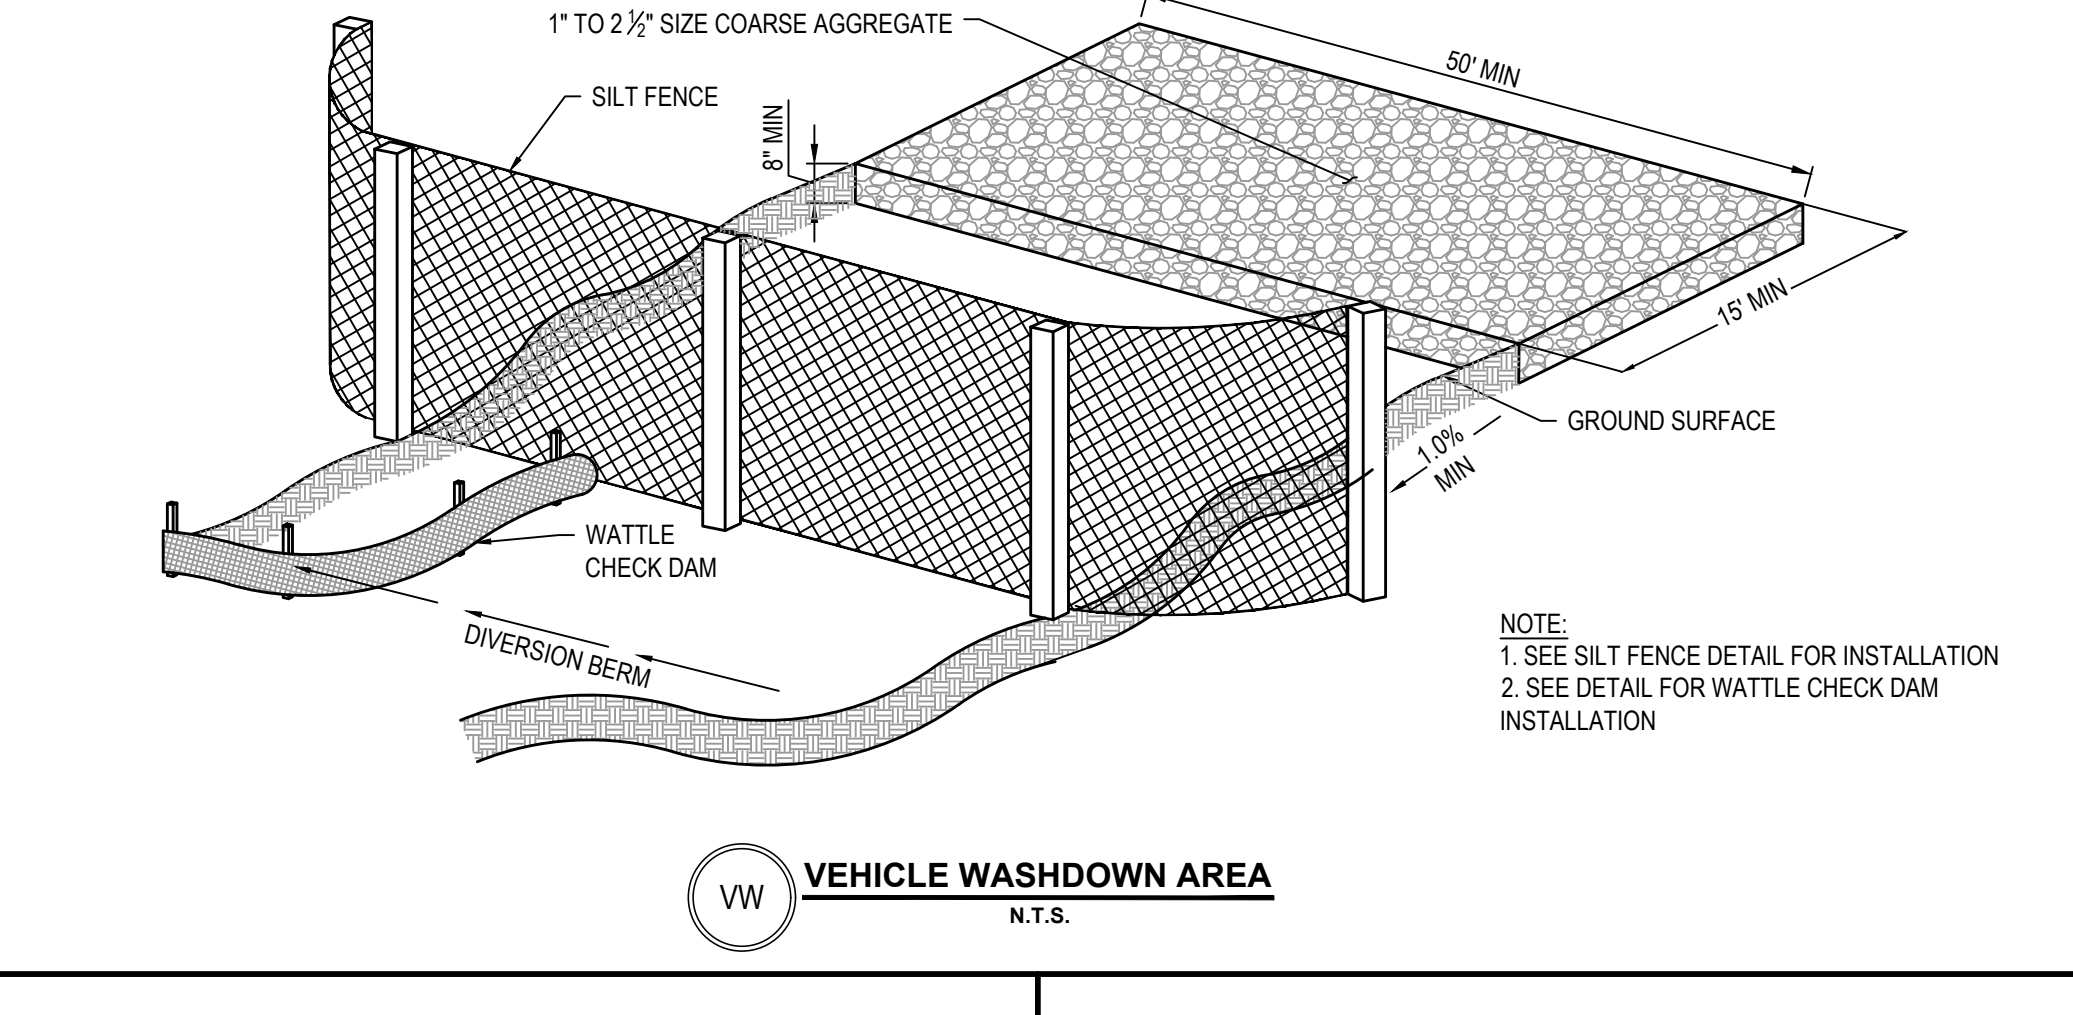 1" TO 2 ½" SIZE COARSE AGGREGATE
50' MIN
SILT FENCE
8" MIN
15' MIN
GROUND SURFACE
1.0%
MIN
WATTLE
CHECK DAM
DIVERSION BERM
NOTE:
1. SEE SILT FENCE DETAIL FOR INSTALLATION
2. SEE DETAIL FOR WATTLE CHECK DAM
INSTALLATION
VW
VEHICLE WASHDOWN AREA
N.T.S.